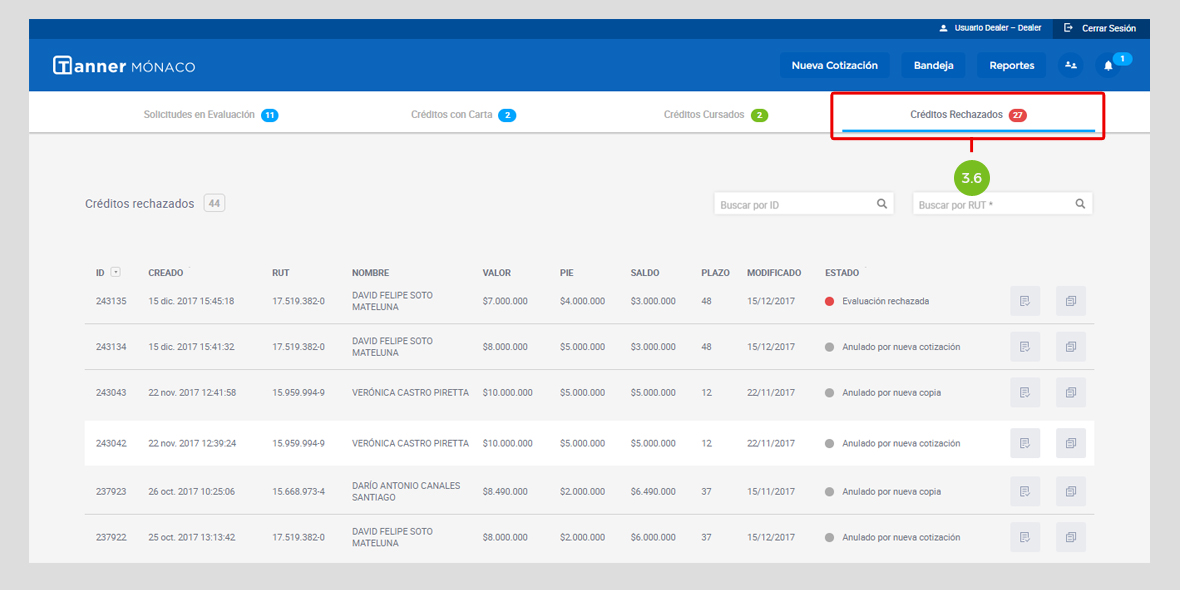 Usuario Dealer – Dealer
Cerrar Sesión
Tanner MÓNACO
Nueva Cotización
Bandeja
Reportes
1
Solicitudes en Evaluación 11
Créditos con Carta 2
Créditos Cursados 2
Créditos Rechazados 27
3.6
Créditos rechazados 44
Buscar por ID
Buscar por RUT *
ID CREADO RUT NOMBRE VALOR PIE SALDO PLAZO MODIFICADO ESTADO
243135 15 dic. 2017 15:45:18 17.519.382-0 DAVID FELIPE SOTO MATELUNA $7.000.000 $4.000.000 $3.000.000 48 15/12/2017 Evaluación rechazada
243134 15 dic. 2017 15:41:32 17.519.382-0 DAVID FELIPE SOTO MATELUNA $8.000.000 $5.000.000 $3.000.000 48 15/12/2017 Anulado por nueva cotización
243043 22 nov. 2017 12:41:58 15.959.994-9 VERÓNICA CASTRO PIRETTA $10.000.000 $5.000.000 $5.000.000 12 22/11/2017 Anulado por nueva copia
243042 22 nov. 2017 12:39:24 15.959.994-9 VERÓNICA CASTRO PIRETTA $10.000.000 $5.000.000 $5.000.000 12 22/11/2017 Anulado por nueva cotización
237923 26 oct. 2017 10:25:06 15.668.973-4 DARÍO ANTONIO CANALES SANTIAGO $8.490.000 $2.000.000 $6.490.000 37 15/11/2017 Anulado por nueva copia
237922 25 oct. 2017 13:13:42 17.519.382-0 DAVID FELIPE SOTO MATELUNA $8.000.000 $2.000.000 $6.000.000 37 15/12/2017 Anulado por nueva cotización